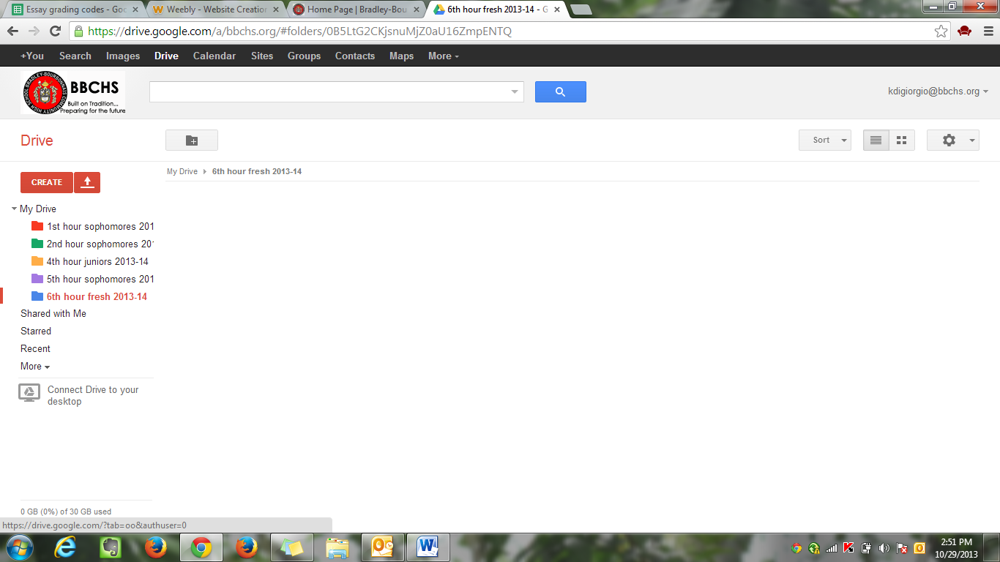 Essay grading codes - Goo
Weebly - Website Creation
Home Page | Bradley-Bou
6th hour fresh 2013-14 - G
https://drive.google.com/a/bbchs.org/#folders/0B5LtG2CKjsnuMjZ0aU16ZmpENTQ
+You Search Images Drive Calendar Sites Groups Contacts Maps More
BRADLEY-BOURBONNAIS COMMUNITY HIGH SCHOOL
BBCHS
Built on Tradition...
Preparing for the future
kdigiorgio@bbchs.org
Drive
Sort
My Drive 6th hour fresh 2013-14
CREATE
My Drive
1st hour sophomores 201
2nd hour sophomores 201
4th hour juniors 2013-14
5th hour sophomores 201
6th hour fresh 2013-14
Shared with Me
Starred
Recent
More
Connect Drive to your
desktop
0 GB (0%) of 30 GB used
https://drive.google.com/?tab=oo&authuser=0
2:51 PM
10/29/2013